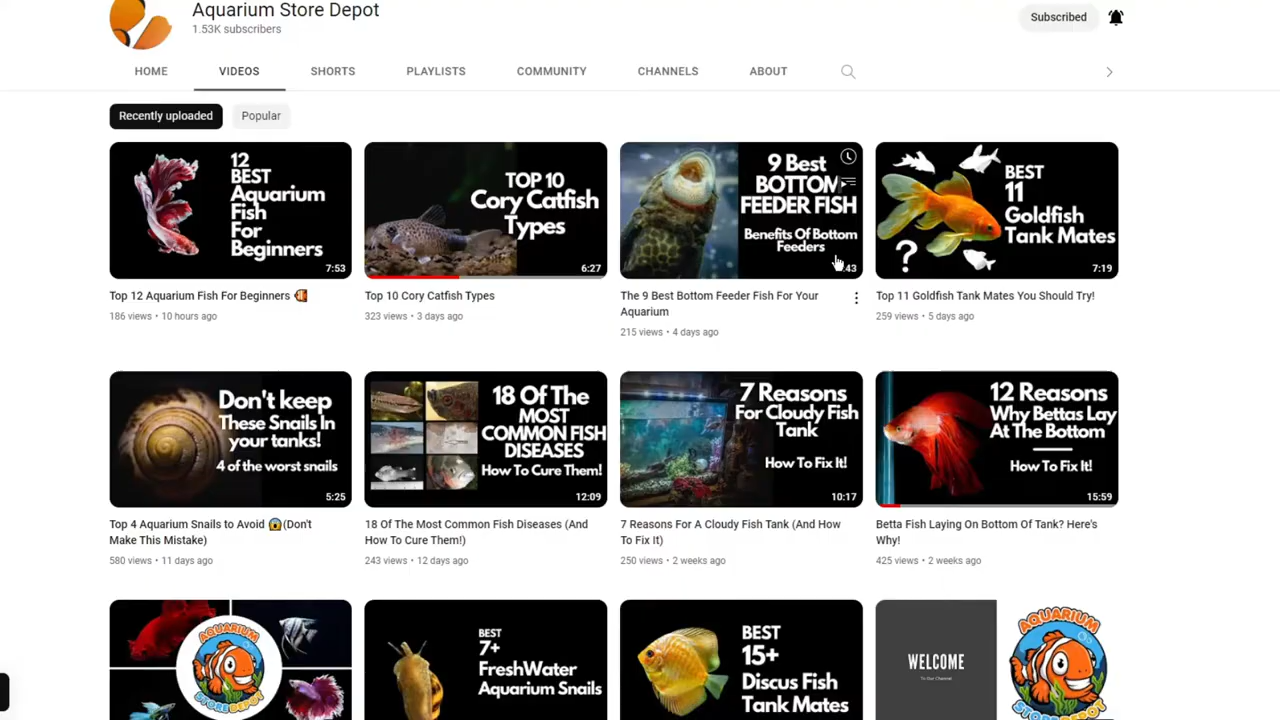 Aquarium Store Depot
1.53K subscribers
Subscribed
HOME
VIDEOS
SHORTS
PLAYLISTS
COMMUNITY
CHANNELS
ABOUT
Recently uploaded
Popular
12
BEST
Aquarium
Fish
For
Beginners
7:53
TOP 10
Cory Catfish
Types
6:27
9 Best
BOTTOM
FEEDER FISH
Benefits Of Bottom
Feeders
:43
BEST
11
Goldfish
Tank Mates
?
7:19
Top 12 Aquarium Fish For Beginners
186 views • 10 hours ago
Top 10 Cory Catfish Types
323 views • 3 days ago
The 9 Best Bottom Feeder Fish For Your
Aquarium
215 views • 4 days ago
Top 11 Goldfish Tank Mates You Should Try!
259 views • 5 days ago
Don't keep
These Snails In
your tanks!
4 of the worst snails
5:25
18 Of The
MOST
COMMON FISH
DISEASES
How To Cure Them!
12:09
7 Reasons
For Cloudy Fish
Tank
How To Fix It!
10:17
12 Reasons
Why Bettas Lay
At The Bottom
How To Fix It!
15:59
Top 4 Aquarium Snails to Avoid 😱(Don't
Make This Mistake)
580 views • 11 days ago
18 Of The Most Common Fish Diseases (And
How To Cure Them!)
243 views • 12 days ago
7 Reasons For A Cloudy Fish Tank (And How
To Fix It)
250 views • 2 weeks ago
Betta Fish Laying On Bottom Of Tank? Here's
Why!
425 views • 2 weeks ago
AQUARIUM
STORE DEPOT
BEST
7+
FreshWater
Aquarium Snails
BEST
15+
Discus Fish
Tank Mates
WELCOME
To Our Channel
AQUARIUM
STORE DEPOT